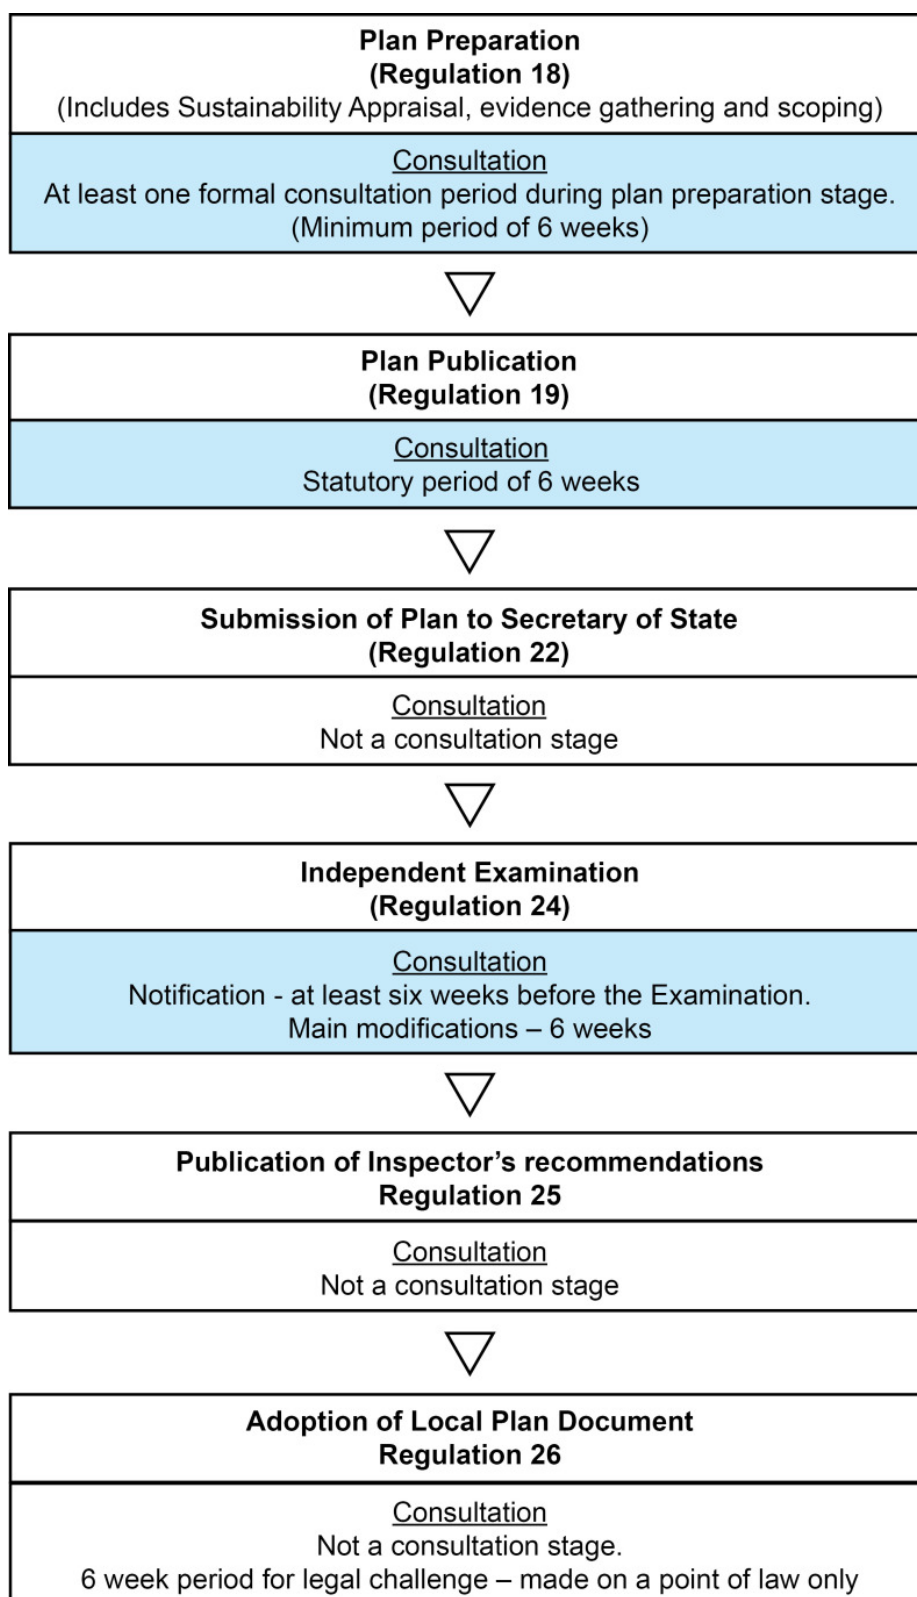 Plan Preparation
(Regulation 18)
(Includes Sustainability Appraisal, evidence gathering and scoping)
Consultation
At least one formal consultation period during plan preparation stage.
(Minimum period of 6 weeks)
Plan Publication
(Regulation 19)
Consultation
Statutory period of 6 weeks
Submission of Plan to Secretary of State
(Regulation 22)
Consultation
Not a consultation stage
Independent Examination
(Regulation 24)
Consultation
Notification - at least six weeks before the Examination.
Main modifications – 6 weeks
Publication of Inspector’s recommendations
Regulation 25
Consultation
Not a consultation stage
Adoption of Local Plan Document
Regulation 26
Consultation
Not a consultation stage.
6 week period for legal challenge – made on a point of law only